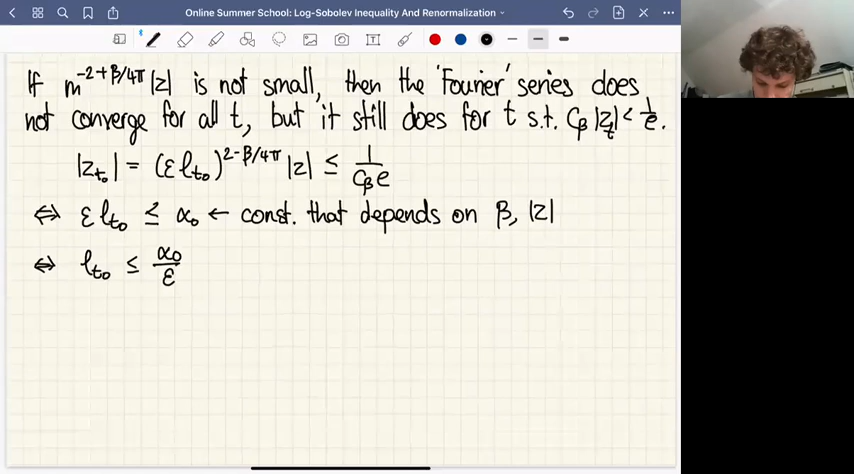 Online Summer School: Log-Sobolev Inequality And Renormalization
If m^{-2+β/4π} |z| is not small, then the 'Fourier' series does
not converge for all t, but it still does for t s.t. C_β |z_t| < 1/e.
|z_{t_0}| = (ε l_{t_0})^{2-β/4π} |z| ≤ 1/(C_β e)
⇔ ε l_{t_0} ≤ α_0 ← const. that depends on β, |z|
⇔ l_{t_0} ≤ α_0/ε